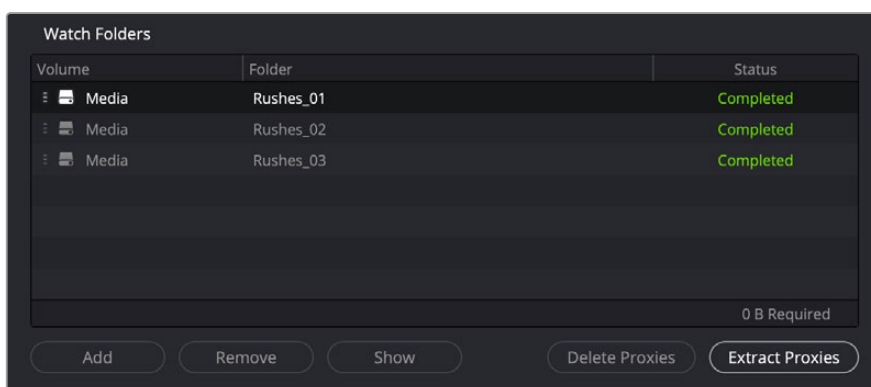 Watch Folders
Volume Folder Status
Media Rushes_01 Completed
Media Rushes_02 Completed
Media Rushes_03 Completed
0 B Required
Add Remove Show Delete Proxies Extract Proxies